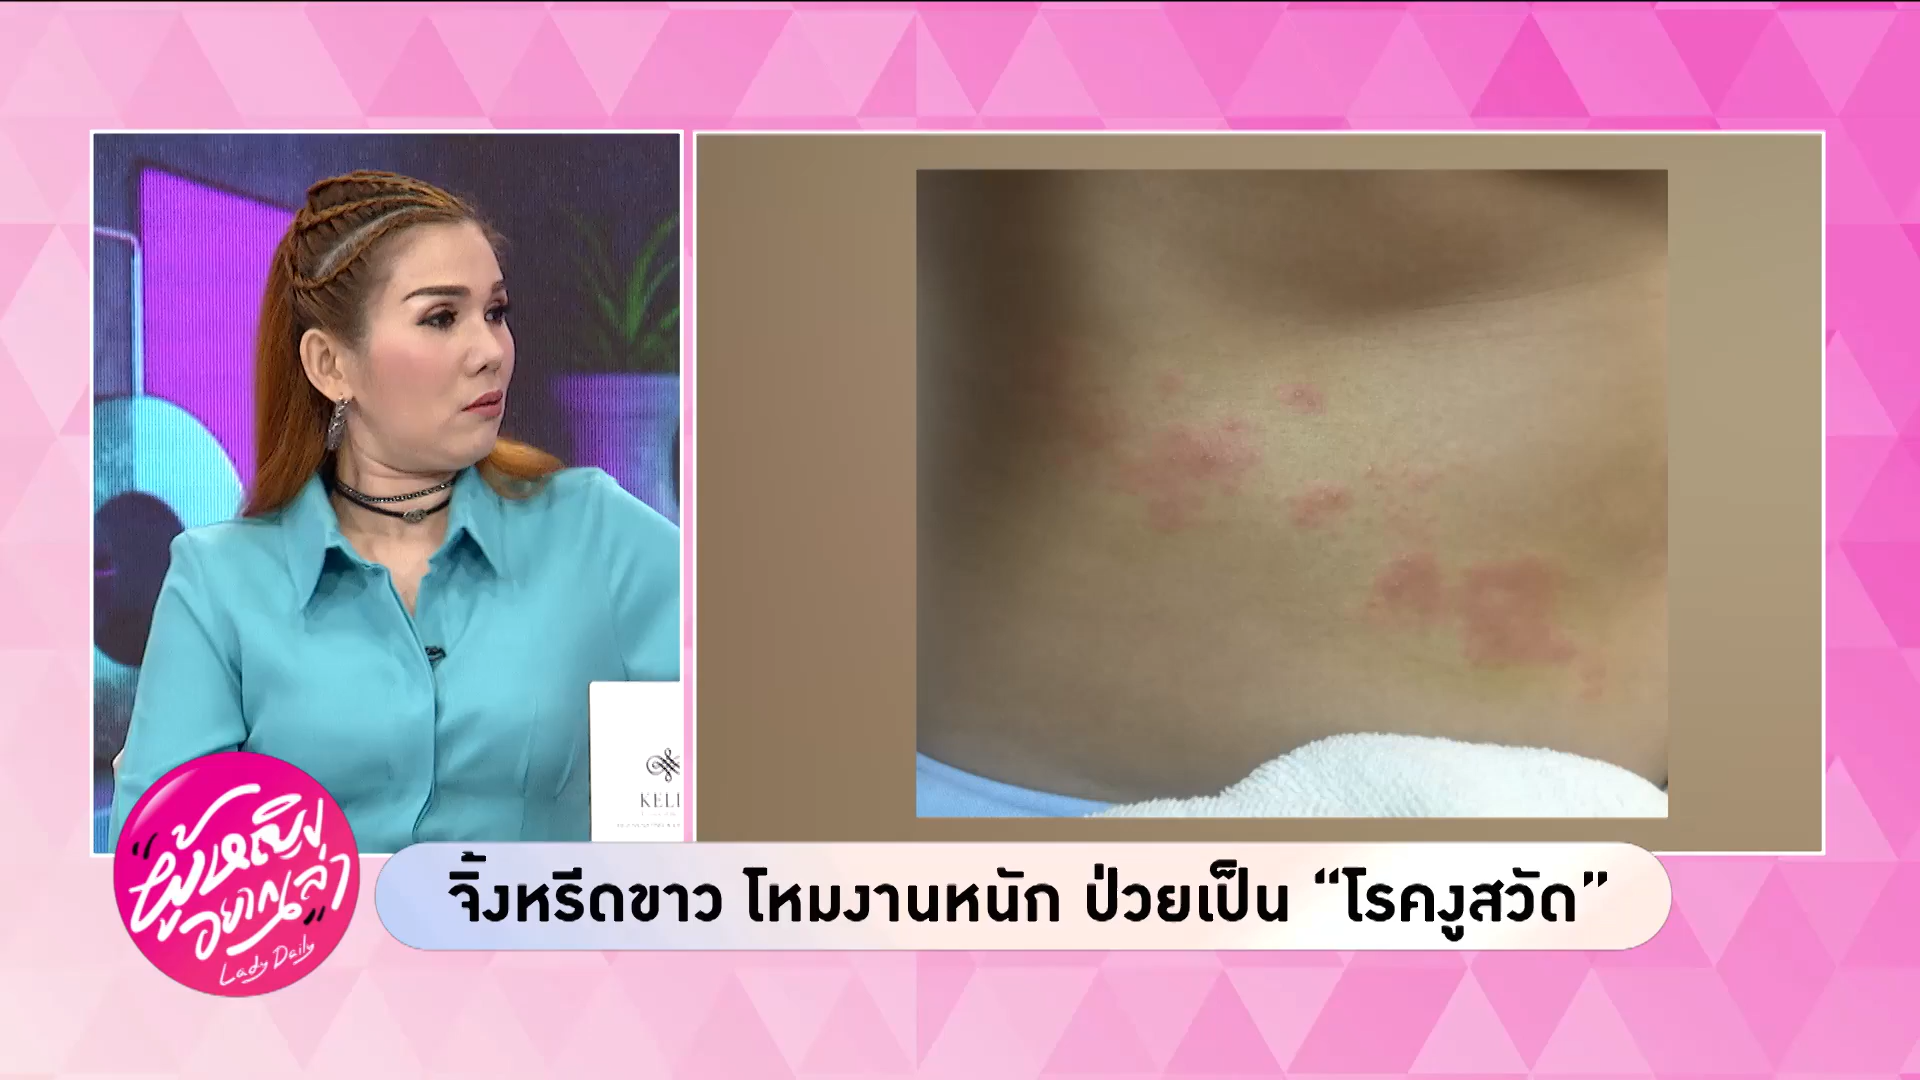 KELI
"ผู้หญิง
อยากเล่า"
Lady Daily
จิ้งหรีดขาว โหมงานหนัก ป่วยเป็น “โรคงูสวัด”